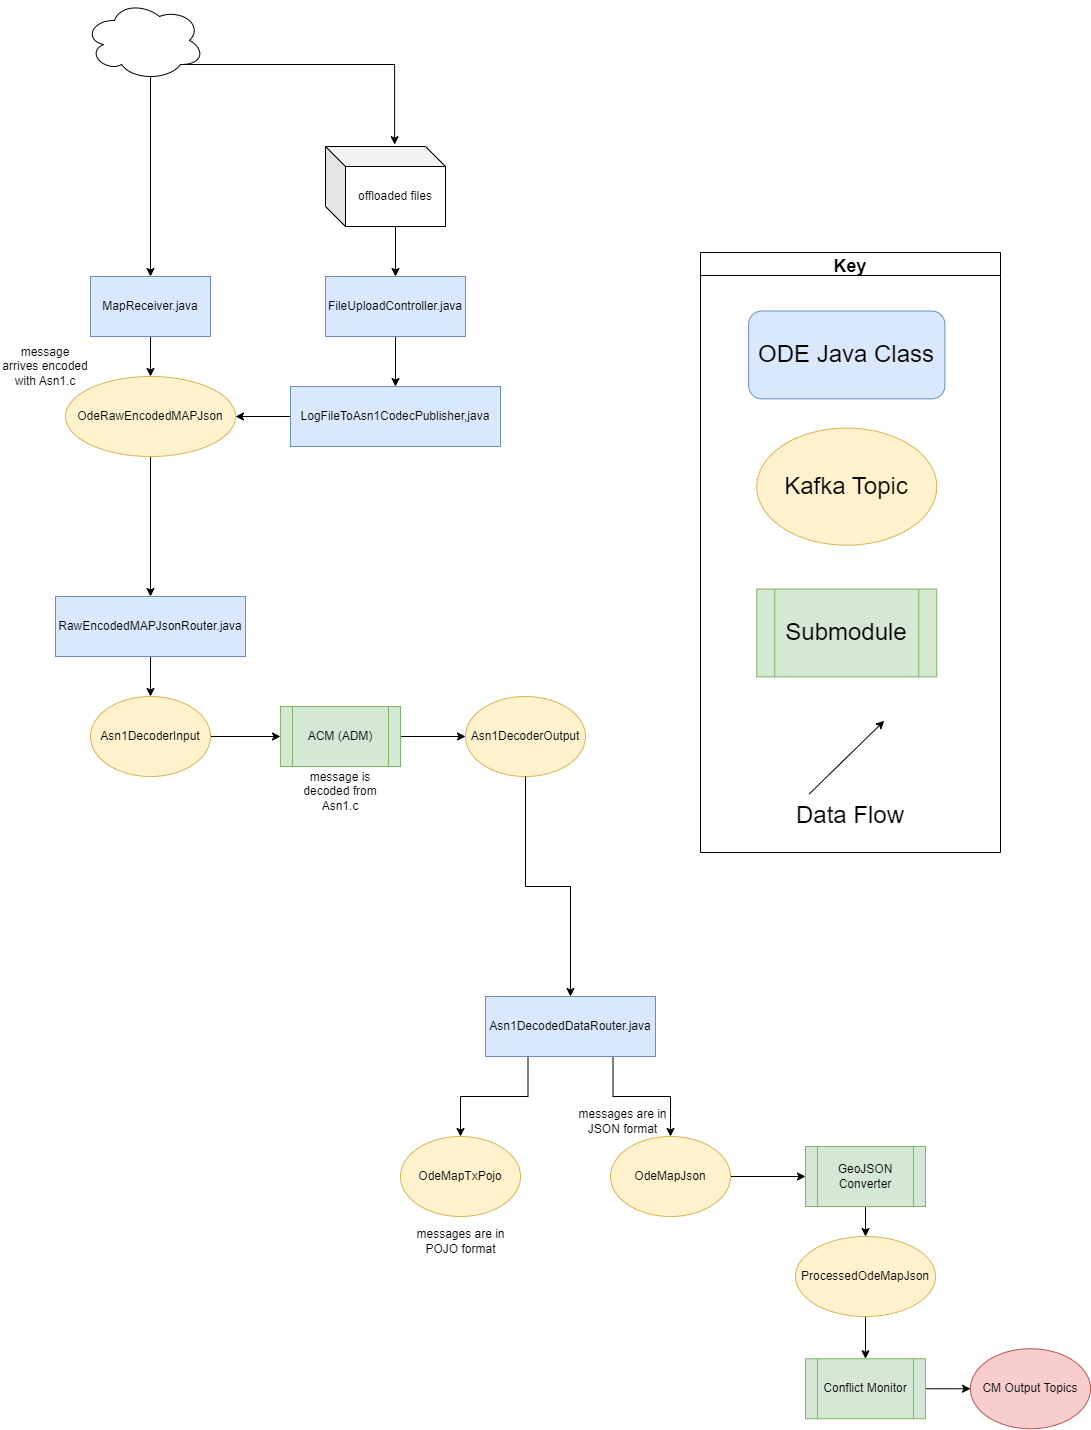 offloaded files
MapReceiver.java
FileUploadController.java
message
arrives encoded
with Asn1.c
OdeRawEncodedMAPJson
LogFileToAsn1CodecPublisher,java
RawEncodedMAPJsonRouter.java
Asn1DecoderInput
ACM (ADM)
Asn1DecoderOutput
message is
decoded from
Asn1.c
Key
ODE Java Class
Kafka Topic
Submodule
Data Flow
Asn1DecodedDataRouter.java
messages are in
JSON format
OdeMapTxPojo
messages are in
POJO format
OdeMapJson
GeoJSON
Converter
ProcessedOdeMapJson
Conflict Monitor
CM Output Topics